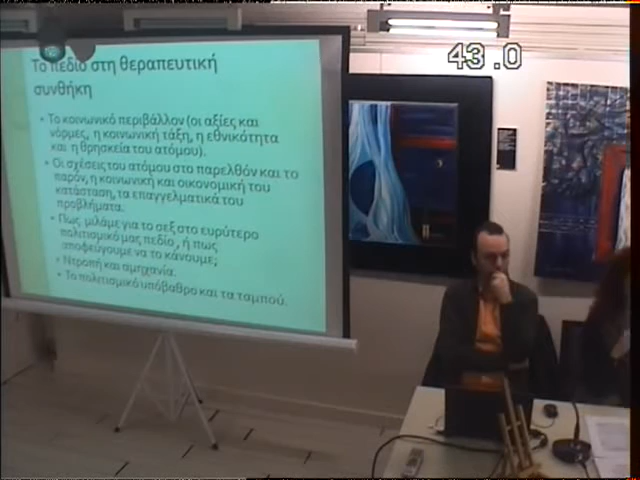 43.0
Το πεδίο στη θεραπευτική
συνθήκη
• Το κοινωνικό περιβάλλον (οι αξίες και
νόρμες, η κοινωνική τάξη, η εθνικότητα
και η θρησκεία του ατόμου).
• Οι σχέσεις του ατόμου στο παρελθόν και το
παρόν, η κοινωνική και οικονομική του
κατάσταση, τα επαγγελματικά του
προβλήματα.
• Πως μιλάμε για το σεξ στο ευρύτερο
πολιτισμικό μας πεδίο, ή πως
αποφεύγουμε να το κάνουμε;
• Ντροπή και αμηχανία.
• Το πολιτισμικό υπόβαθρο και τα ταμπού.